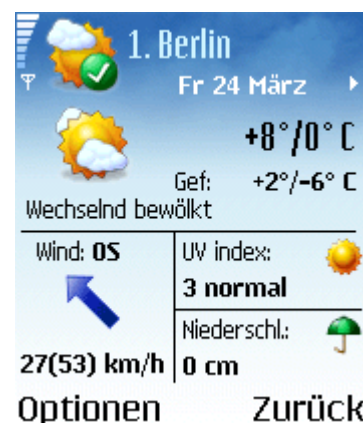 1. Berlin
Fr 24 März
+8°/0° C
Gef: +2°/-6° C
Wechselnd bewölkt
Wind: OS
27(53) km/h
UV index:
3 normal
Niederschl.:
0 cm
Optionen Zurück